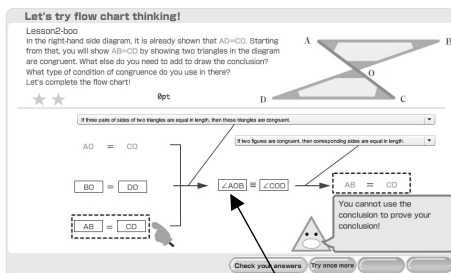 Let's try flow chart thinking!
Lesson2-boo
In the right-hand side diagram, it is already shown that AO=CO. Starting
from that, you will show AB=CD by showing two triangles in the diagram
are congruent. What else do you need to add to draw the conclusion?
What type of condition of congruence do you use in there?
Let's complete the flow chart!
0pt
A
B
O
D
C
If three pairs of sides of two triangles are equal in length, then these triangles are congruent.
If two figures are congruent, then corresponding sides are equal in length.
AO = CO
BO = DO
∠AOB ≡ ∠COD
AB = CD
AB = CD
You cannot use the
conclusion to prove your
conclusion!
Check your answers
Try once more